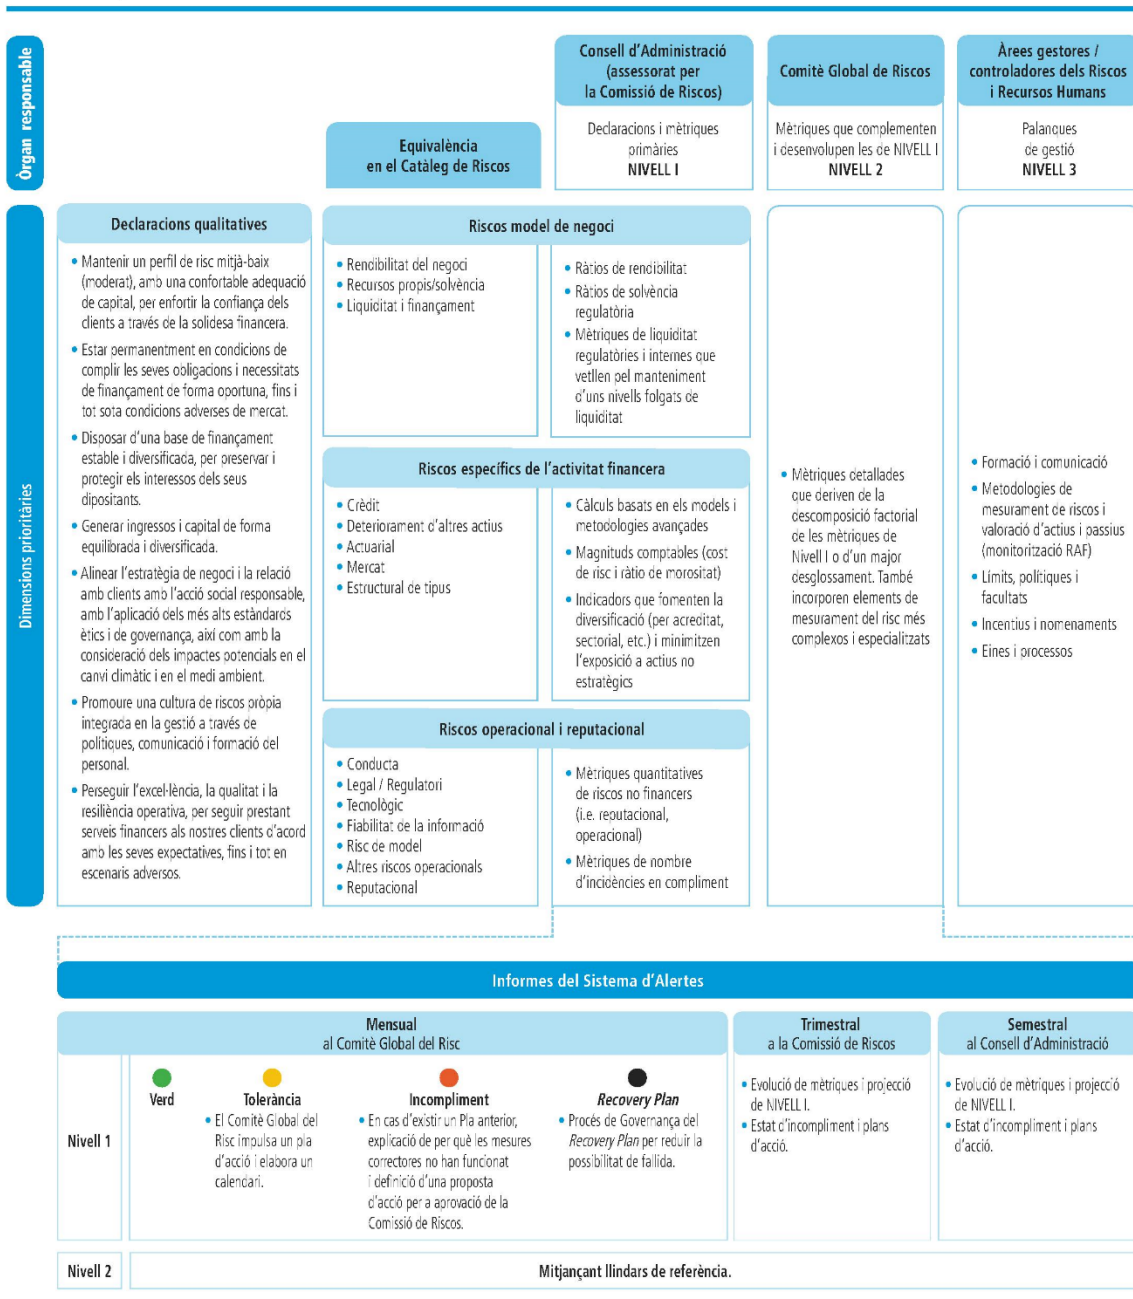 Òrgan responsable
Equivalència
en el Catàleg de Riscos
Consell d'Administració
(assessorat per
la Comissió de Riscos)
Declaracions i mètriques
primàries
NIVELL I
Comitè Global de Riscos
Mètriques que complementen
i desenvolupen les de NIVELL I
NIVELL 2
Àrees gestores /
controladores dels Riscos
i Recursos Humans
Palanques
de gestió
NIVELL 3
Dimensions prioritàries
Declaracions qualitatives
• Mantenir un perfil de risc mitjà-baix
(moderat), amb una confortable adequació
de capital, per enfortir la confiança dels
clients a través de la solidesa financera.
• Estar permanentment en condicions de
complir les seves obligacions i necessitats
de finançament de forma oportuna, fins i
tot sota condicions adverses de mercat.
• Disposar d'una base de finançament
estable i diversificada, per preservar i
protegir els interessos dels seus
dipositants.
• Generar ingressos i capital de forma
equilibrada i diversificada.
• Alinear l'estratègia de negoci i la relació
amb clients amb l'acció social responsable,
amb l'aplicació dels més alts estàndards
ètics i de governança, així com amb la
consideració dels impactes potencials en el
canvi climàtic i en el medi ambient.
• Promoure una cultura de riscos pròpia
integrada en la gestió a través de
polítiques, comunicació i formació del
personal.
• Perseguir l'excel·lència, la qualitat i la
resiliència operativa, per seguir prestant
serveis financers als nostres clients d'acord
amb les seves expectatives, fins i tot en
escenaris adversos.
Riscos model de negoci
• Rendibilitat del negoci
• Recursos propis/solvència
• Liquiditat i finançament
• Ràtios de rendibilitat
• Ràtios de solvència
regulatòria
• Mètriques de liquiditat
regulatòries i internes que
vetllen pel manteniment
d'uns nivells folgats de
liquiditat
Riscos específics de l'activitat financera
• Crèdit
• Deteriorament d'altres actius
• Actuarial
• Mercat
• Estructural de tipus
• Càlculs basats en els models i
metodologies avançades
• Magnituds comptables (cost
de risc i ràtio de morositat)
• Indicadors que fomenten la
diversificació (per acreditat,
sectorial, etc.) i minimitzen
l'exposició a actius no
estratègics
Riscos operacional i reputacional
• Conducta
• Legal / Regulatori
• Tecnològic
• Fiabilitat de la informació
• Risc de model
• Altres riscos operacionals
• Reputacional
• Mètriques quantitatives
de riscos no financers
(i.e. reputacional,
operacional)
• Mètriques de nombre
d'incidències en compliment
• Mètriques detallades
que deriven de la
descomposició factorial
de les mètriques de
Nivell I o d'un major
desglossament. També
incorporen elements de
mesurament del risc més
complexos i especialitzats
• Formació i comunicació
• Metodologies de
mesurament de riscos i
valoració d'actius i passius
(monitorització RAF)
• Límits, polítiques i
facultats
• Incentius i nomenaments
• Eines i processos
Informes del Sistema d'Alertes
Mensual
al Comitè Global del Risc
Trimestral
a la Comissió de Riscos
Semestral
al Consell d'Administració
Nivell 1
Verd
Tolerància
• El Comitè Global del
Risc impulsa un pla
d'acció i elabora un
calendari.
Incompliment
• En cas d'existir un Pla anterior,
explicació de per què les mesures
correctores no han funcionat
i definició d'una proposta
d'acció per a aprovació de la
Comissió de Riscos.
Recovery Plan
• Procés de Governança del
Recovery Plan per reduir la
possibilitat de fallida.
• Evolució de mètriques i projecció
de NIVELL I.
• Estat d'incompliment i plans
d'acció.
• Evolució de mètriques i projecció
de NIVELL I.
• Estat d'incompliment i plans
d'acció.
Nivell 2
Mitjançant llindars de referència.